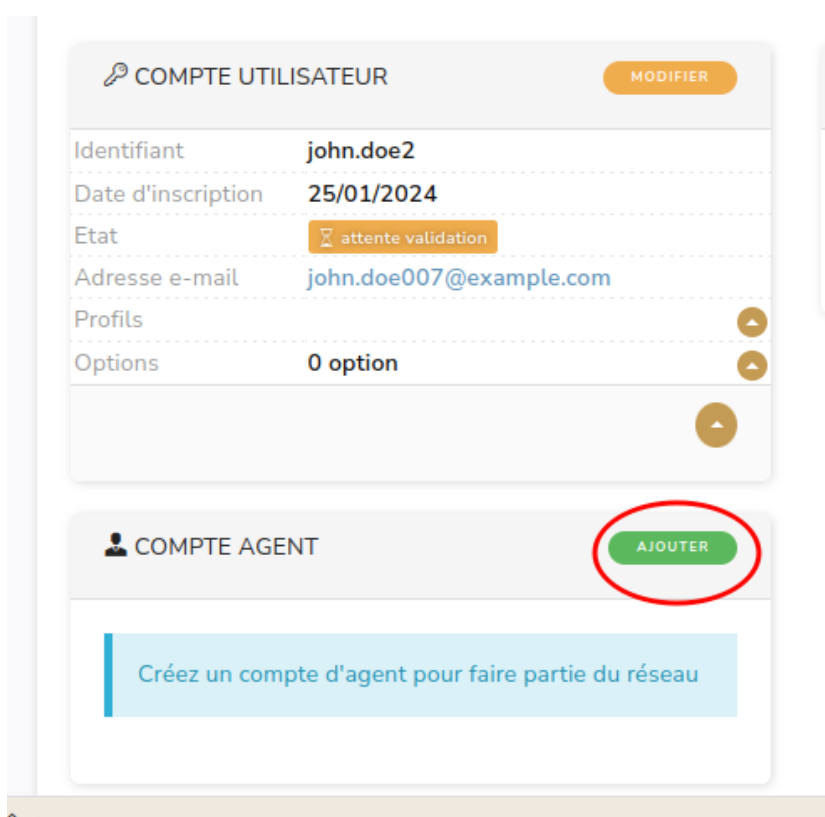 COMPTE UTILISATEUR MODIFIER
Identifiant john.doe2
Date d'inscription 25/01/2024
Etat attente validation
Adresse e-mail john.doe007@example.com
Profils
Options 0 option
COMPTE AGENT AJOUTER
Créez un compte d'agent pour faire partie du réseau